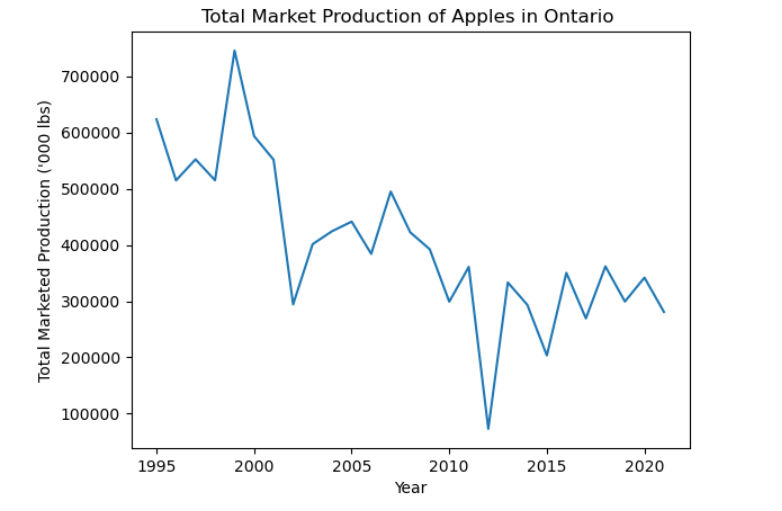 Total Market Production of Apples in Ontario
Total Marketed Production ('000 lbs)
700000
600000
500000
400000
300000
200000
100000
1995 2000 2005 2010 2015 2020
Year